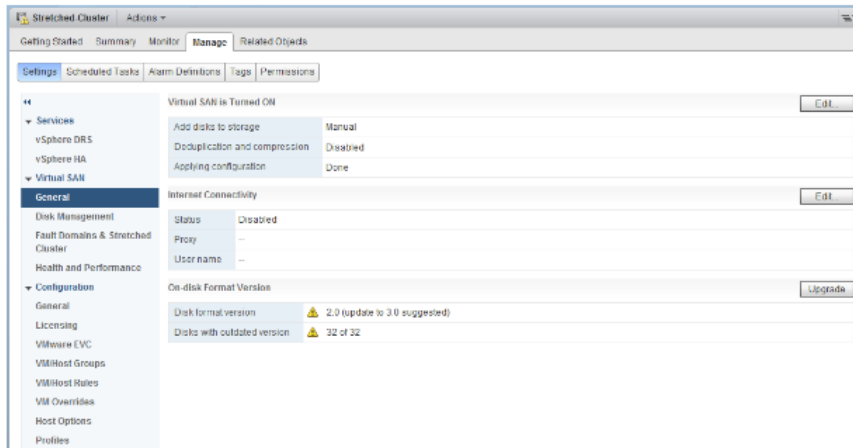 Stretched Cluster Actions
Getting Started Summary Monitor Manage Related Objects
Settings Scheduled Tasks Alarm Definitions Tags Permissions
Services
vSphere DRS
vSphere HA
Virtual SAN
General
Disk Management
Fault Domains & Stretched
Cluster
Health and Performance
Configuration
General
Licensing
VMware EVC
VM/Host Groups
VM/Host Rules
VM Overrides
Host Options
Profiles
Virtual SAN is Turned ON Edit...
Add disks to storage Manual
Deduplication and compression Disabled
Applying configuration Done
Internet Connectivity Edit...
Status Disabled
Proxy --
User name --
On-disk Format Version Upgrade
Disk format version 2.0 (update to 3.0 suggested)
Disks with outdated version 32 of 32